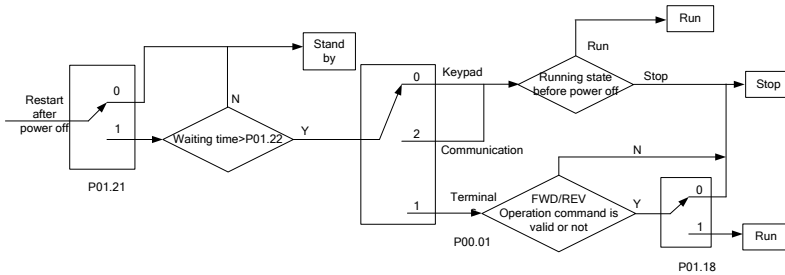 Run
Stand
by
Run
0
Keypad
0
Running state
before power off
Stop
Stop
Restart
after
power off
N
1
Waiting time>P01.22
Y
2
Communication
N
P01.21
Terminal
FWD/REV
Operation command is
valid or not
Y
0
1
1
Run
P00.01
P01.18